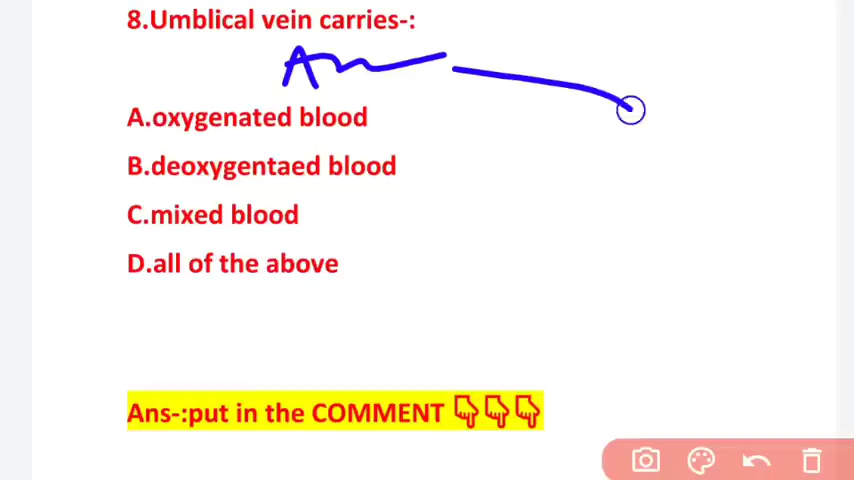 8.Umblical vein carries-:
An
A.oxygenated blood
B.deoxygentaed blood
C.mixed blood
D.all of the above
Ans-:put in the COMMENT 👇👇👇